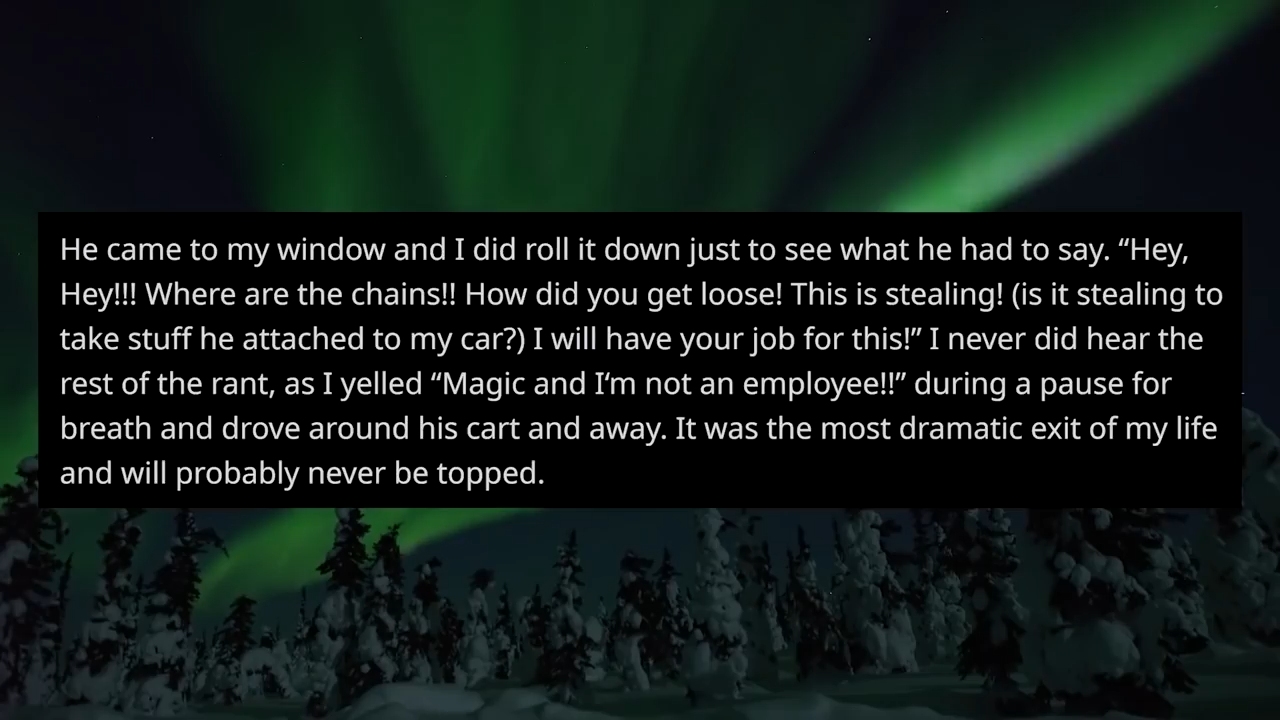 He came to my window and I did roll it down just to see what he had to say. “Hey,
Hey!!! Where are the chains!! How did you get loose! This is stealing! (is it stealing to
take stuff he attached to my car?) I will have your job for this!” I never did hear the
rest of the rant, as I yelled “Magic and I‘m not an employee!!” during a pause for
breath and drove around his cart and away. It was the most dramatic exit of my life
and will probably never be topped.